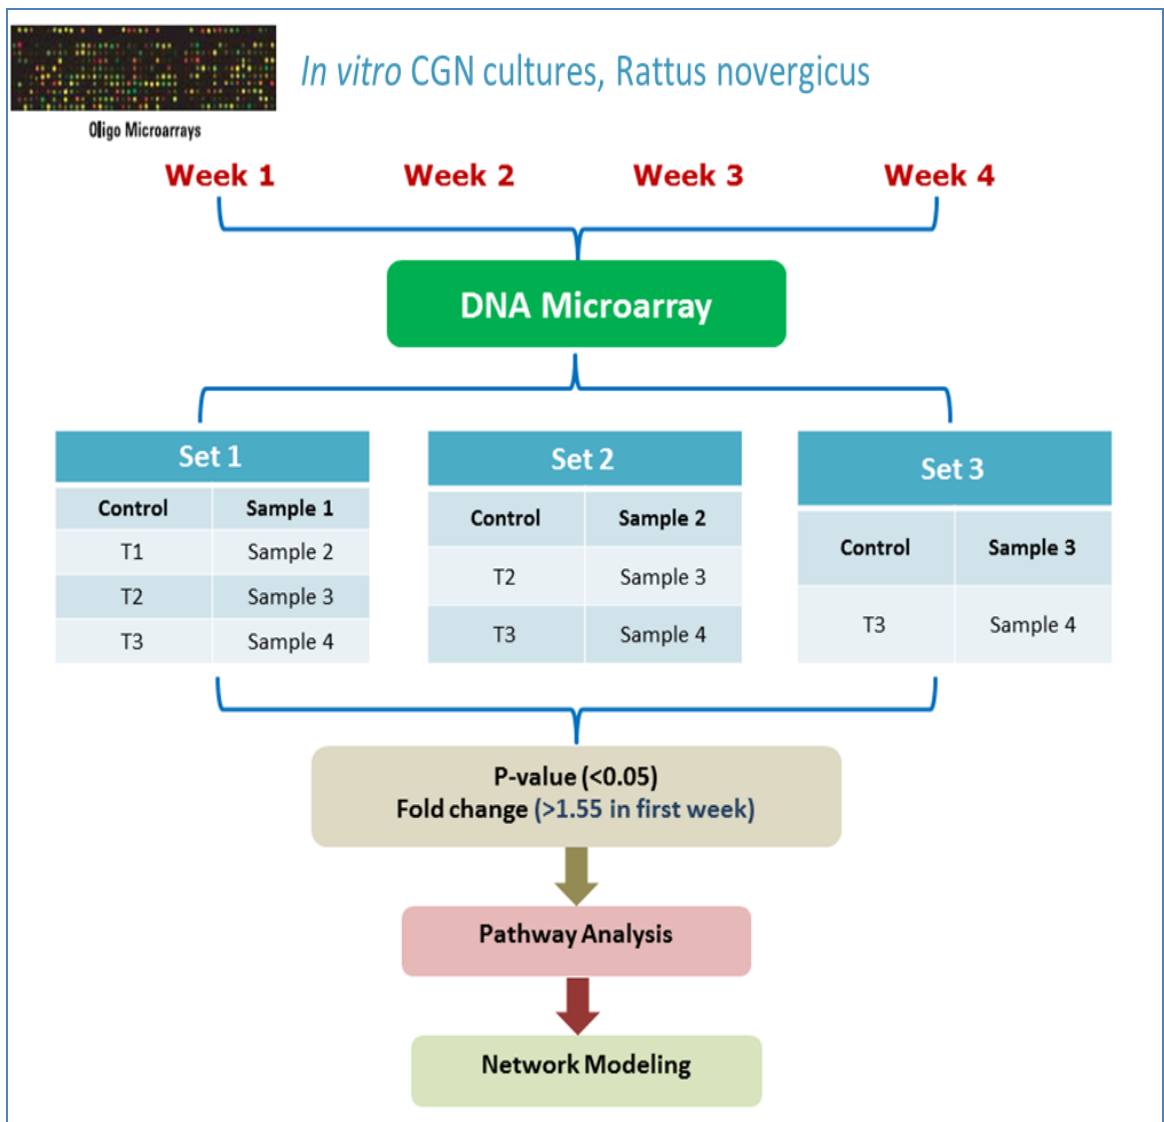 In vitro CGN cultures, Rattus novergicus
Oligo Microarrays
Week 1 Week 2 Week 3 Week 4
DNA Microarray
Set 1
Control Sample 1
T1 Sample 2
T2 Sample 3
T3 Sample 4
Set 2
Control Sample 2
T2 Sample 3
T3 Sample 4
Set 3
Control Sample 3
T3 Sample 4
P-value (<0.05)
Fold change (>1.55 in first week)
Pathway Analysis
Network Modeling